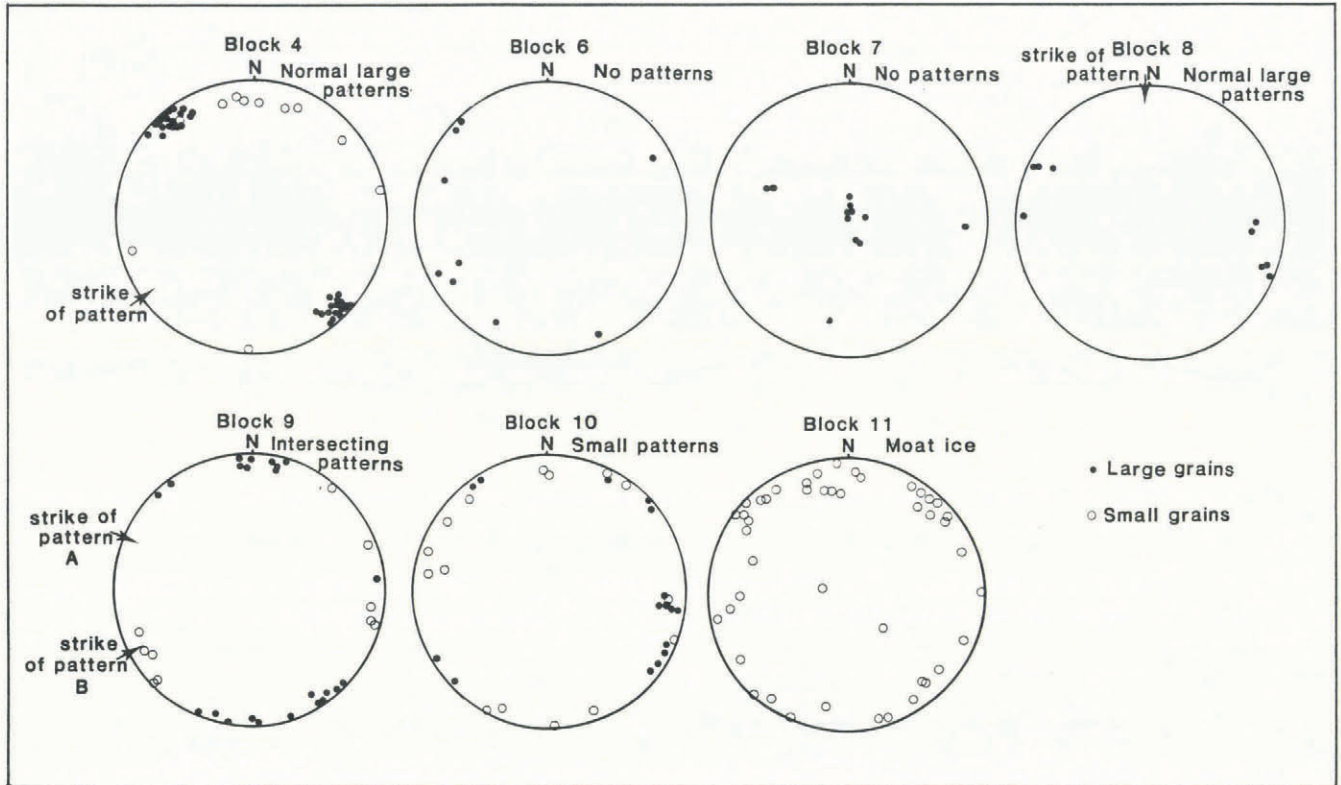 Block 4
N Normal large
patterns
strike
of pattern
Block 6
N No patterns
Block 7
N No patterns
strike of Block 8
pattern N Normal large
patterns
Block 9
N Intersecting
patterns
strike of
pattern
A
strike
of pattern
B
Block 10
N Small patterns
Block 11
N Moat ice
Large grains
Small grains